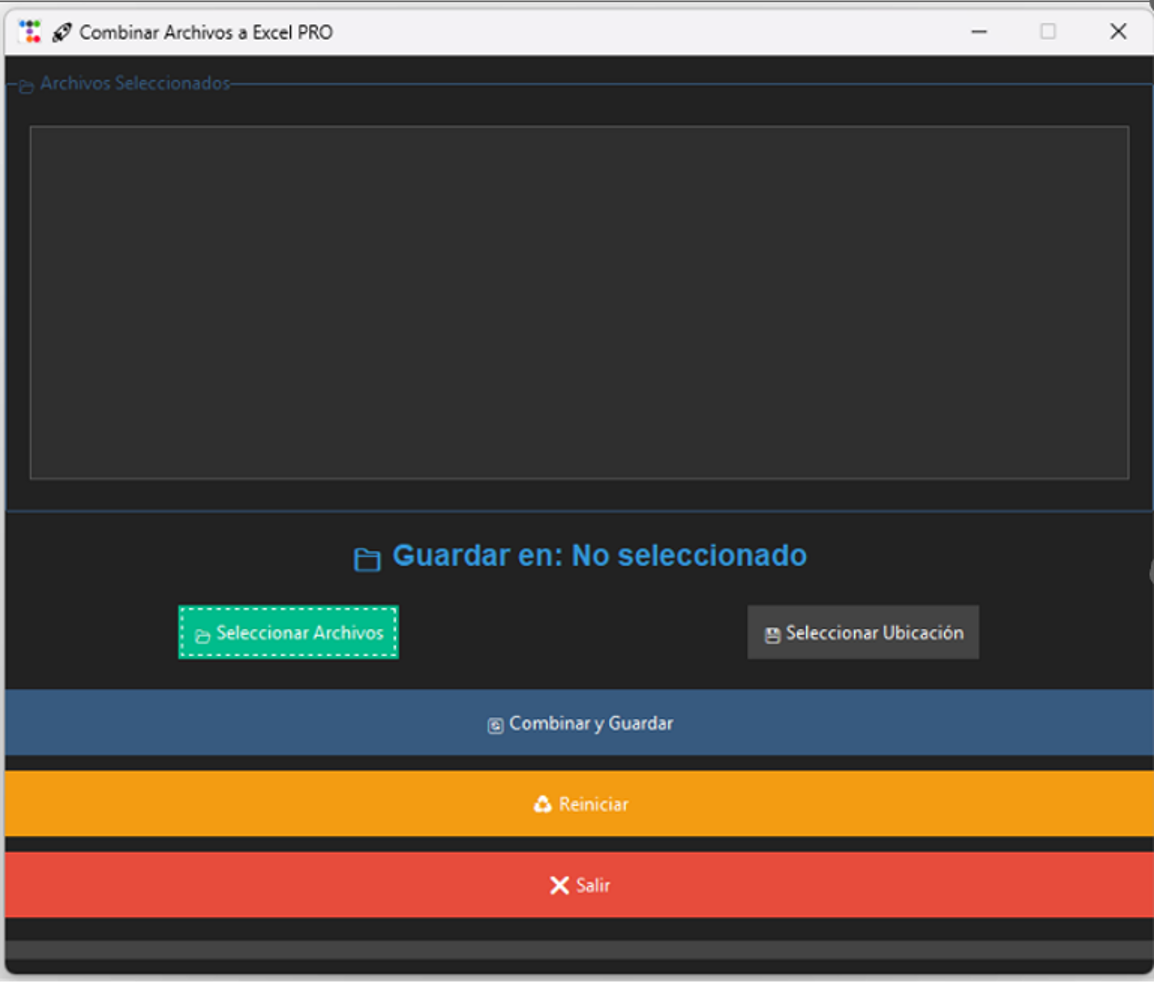 Combinar Archivos a Excel PRO
Archivos Seleccionados
Guardar en: No seleccionado
Seleccionar Archivos
Seleccionar Ubicación
Combinar y Guardar
Reiniciar
Salir